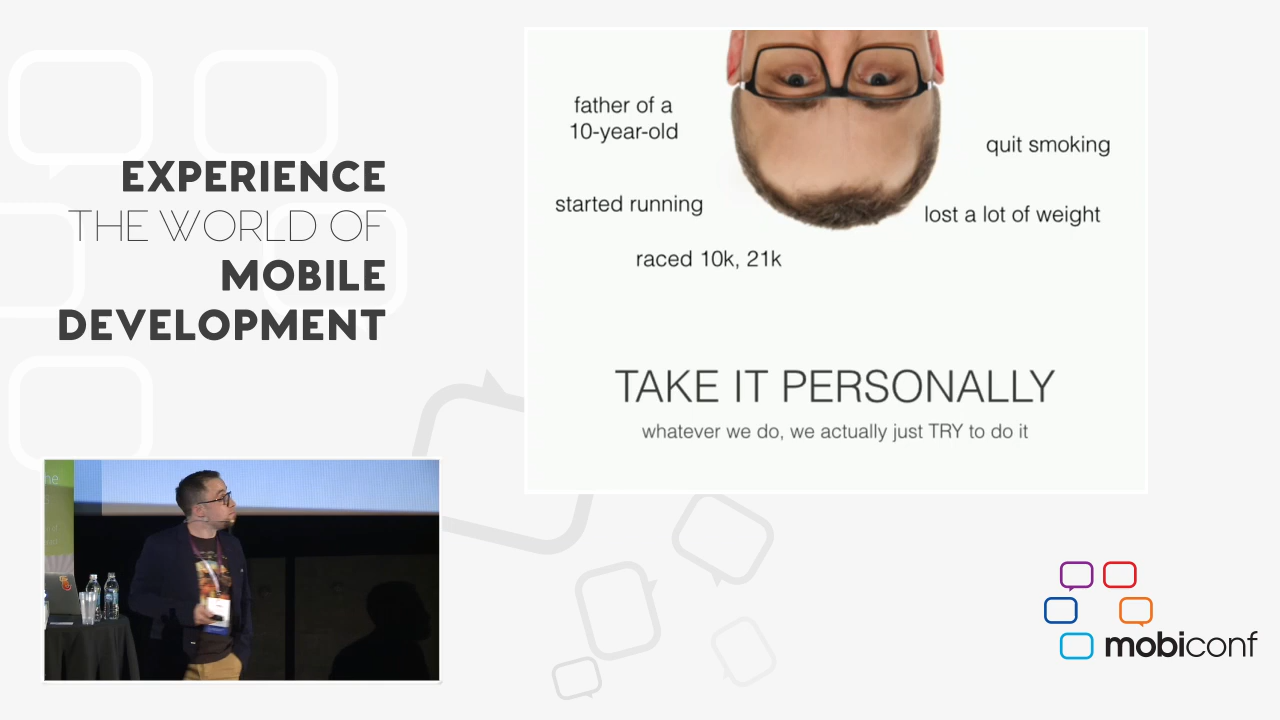 EXPERIENCE
THE WORLD OF
MOBILE
DEVELOPMENT
father of a
10-year-old
quit smoking
started running
lost a lot of weight
raced 10k, 21k
TAKE IT PERSONALLY
whatever we do, we actually just TRY to do it
mobiconf